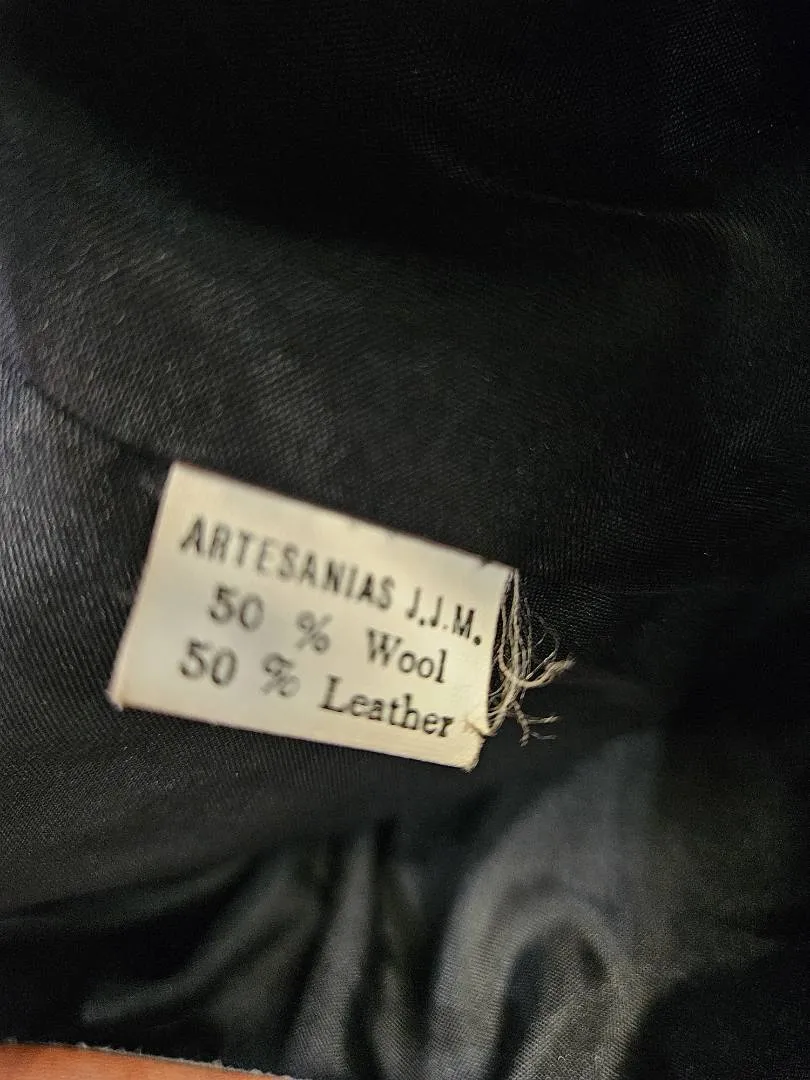 ARTESANIAS J.J.M.
50 % Wool
50 % Leather